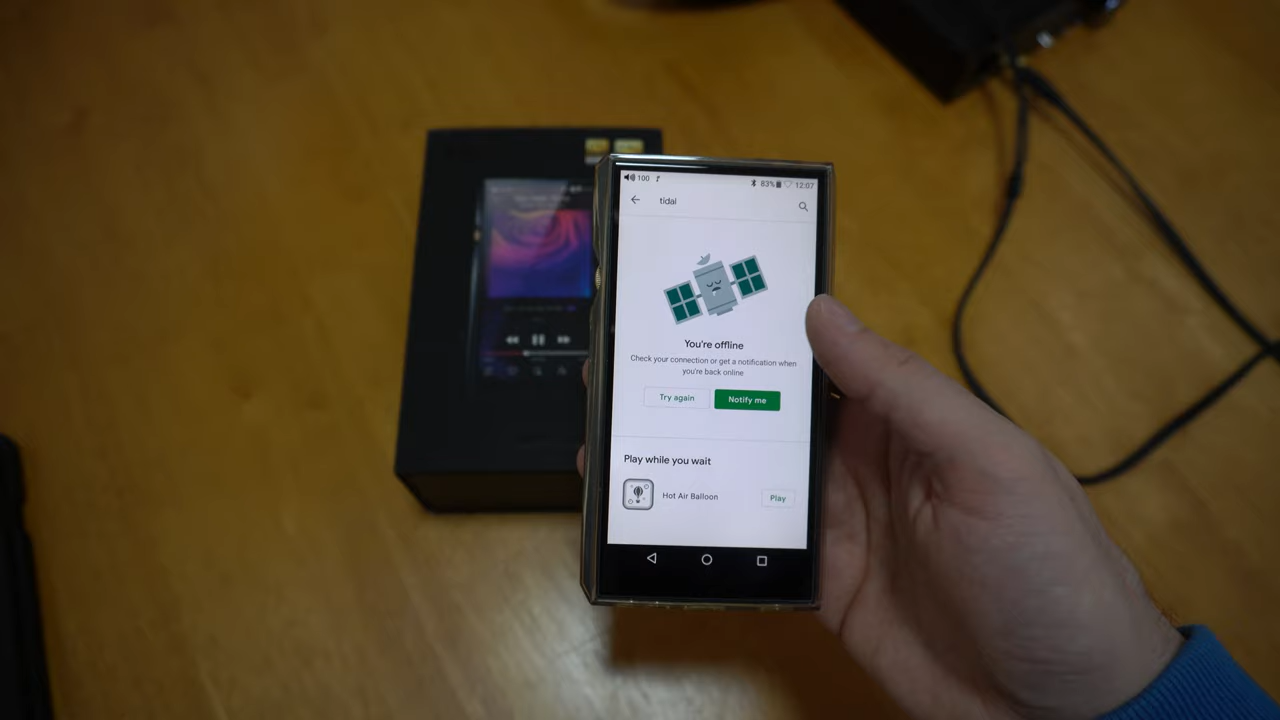 100
83% 12:07
tidal
You're offline
Check your connection or get a notification when
you're back online
Try again Notify me
Play while you wait
Hot Air Balloon Play